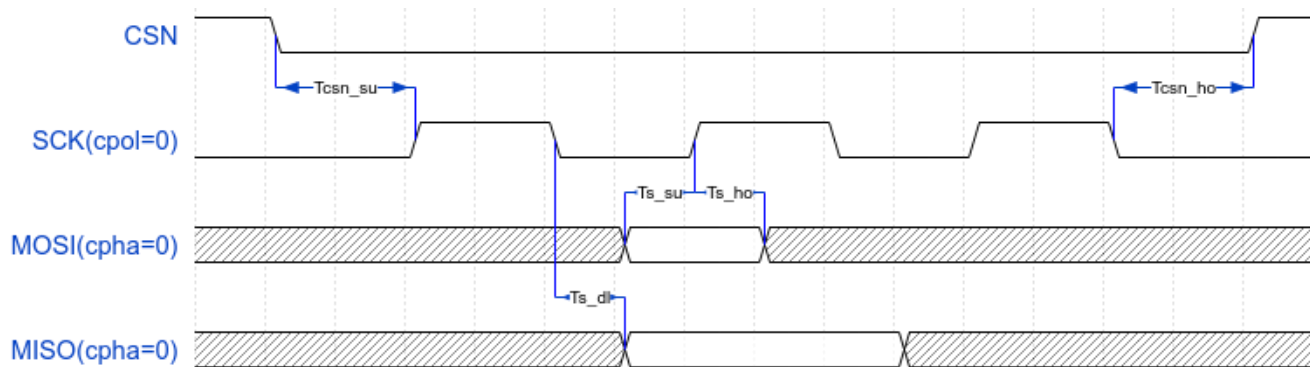 CSN
Tcsn_su
Tcsn_ho
SCK(cpol=0)
Ts_su
Ts_ho
MOSI(cpha=0)
Ts_dl
MISO(cpha=0)